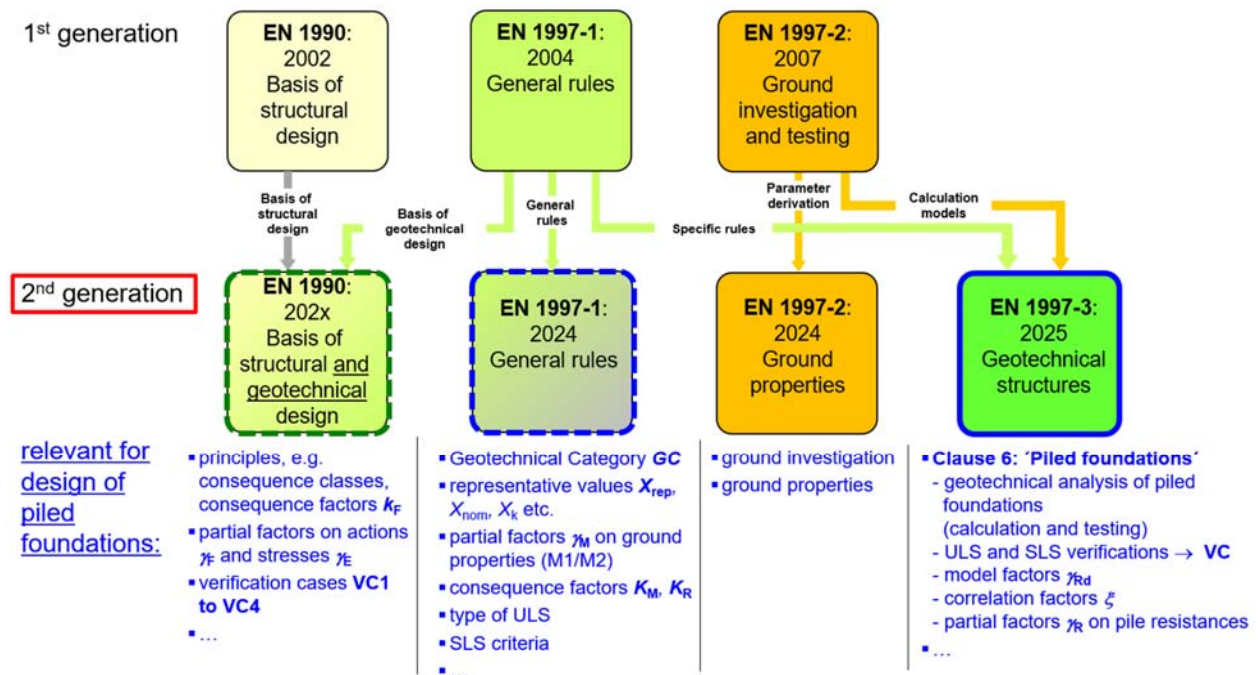 1st generation
EN 1990:
2002
Basis of
structural
design
EN 1997-1:
2004
General rules
EN 1997-2:
2007
Ground
investigation
and testing
Basis of
structural
design
Basis of
geotechnical
design
General
rules
Specific rules
Parameter
derivation
Calculation
models
2nd generation
EN 1990:
202x
Basis of
structural and
geotechnical
design
EN 1997-1:
2024
General rules
EN 1997-2:
2024
Ground
properties
EN 1997-3:
2025
Geotechnical
structures
relevant for
design of
piled
foundations:
▪ principles, e.g.
consequence classes,
consequence factors kF
▪ partial factors on actions
γF and stresses γE
▪ verification cases VC1
to VC4
▪ …
▪ Geotechnical Category GC
▪ representative values Xrep,
Xnom, Xk etc.
▪ partial factors γM on ground
properties (M1/M2)
▪ consequence factors KM, KR
▪ type of ULS
▪ SLS criteria
▪ …
▪ ground investigation
▪ ground properties
▪ Clause 6: ´Piled foundations´
- geotechnical analysis of piled
foundations
(calculation and testing)
- ULS and SLS verifications → VC
- model factors γRd
- correlation factors ξ
- partial factors γR on pile resistances
▪ …